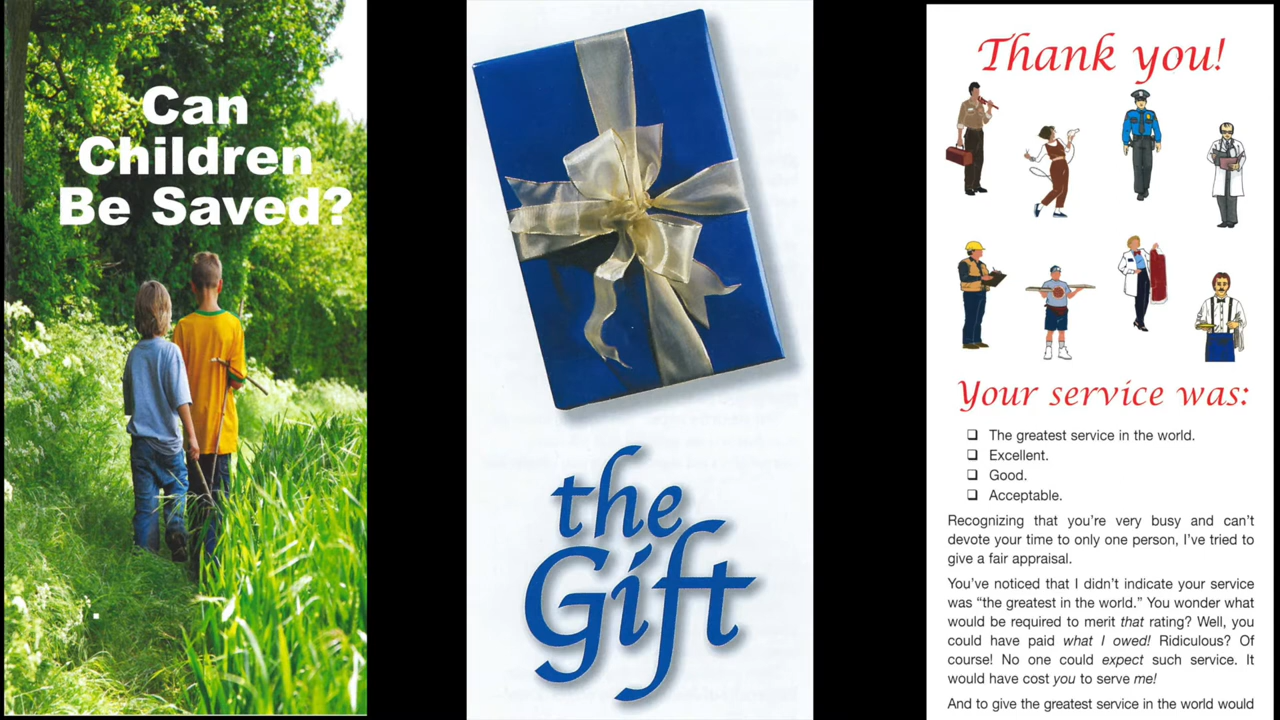 Can
Children
Be Saved?
the
Gift
Thank you!
Your service was:
❑ The greatest service in the world.
❑ Excellent.
❑ Good.
❑ Acceptable.
Recognizing that you're very busy and can't
devote your time to only one person, I've tried to
give a fair appraisal.
You've noticed that I didn't indicate your service
was “the greatest in the world.” You wonder what
would be required to merit that rating? Well, you
could have paid what I owed! Ridiculous? Of
course! No one could expect such service. It
would have cost you to serve me!
And to give the greatest service in the world would